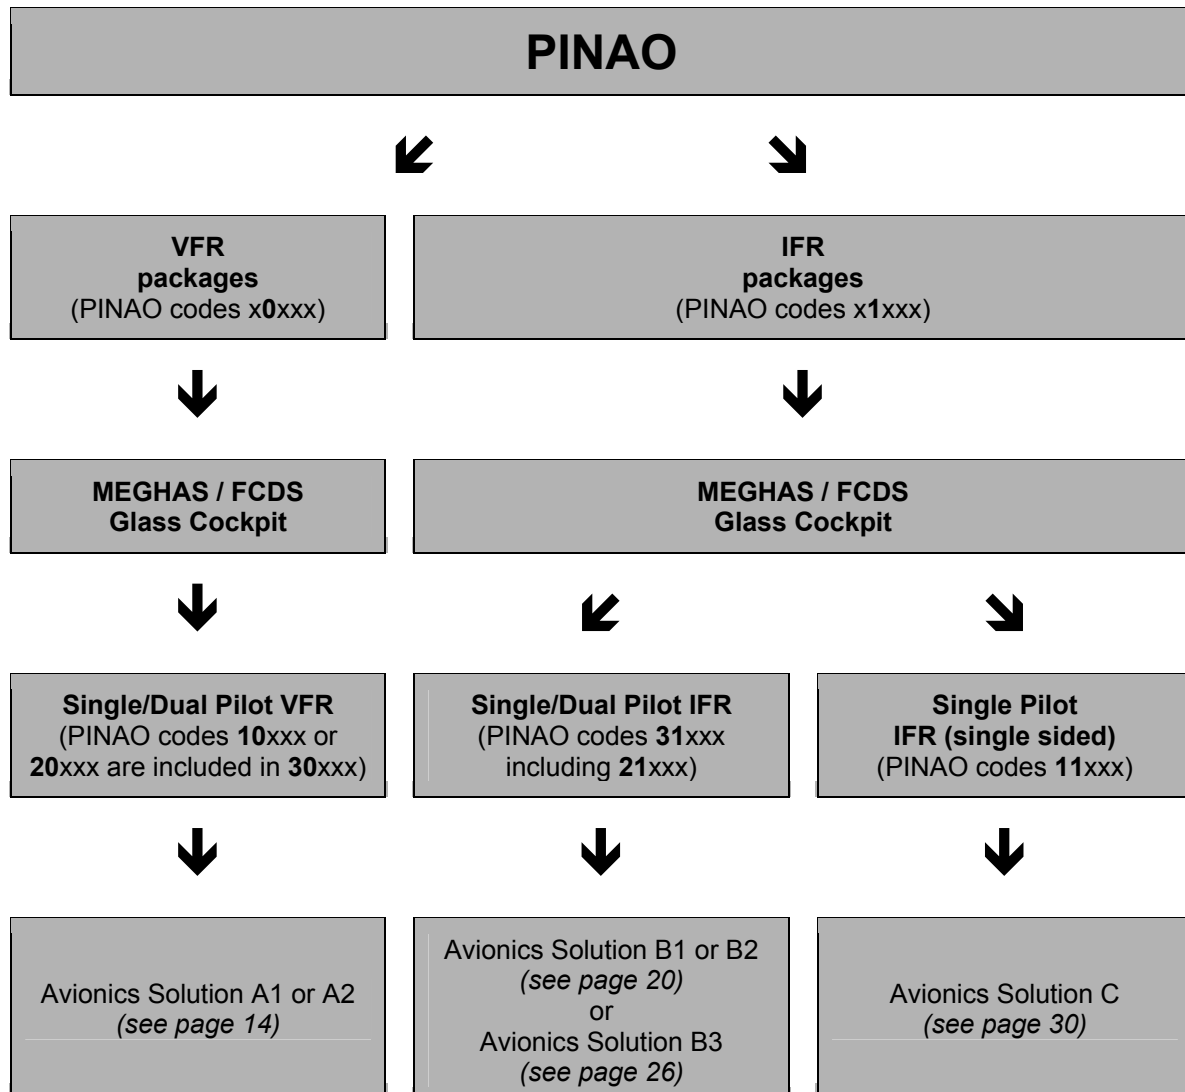 PINAO
VFR
packages
(PINAO codes x0xxx)
IFR
packages
(PINAO codes x1xxx)
MEGHAS / FCDS
Glass Cockpit
MEGHAS / FCDS
Glass Cockpit
Single/Dual Pilot VFR
(PINAO codes 10xxx or
20xxx are included in 30xxx)
Single/Dual Pilot IFR
(PINAO codes 31xxx
including 21xxx)
Single Pilot
IFR (single sided)
(PINAO codes 11xxx)
Avionics Solution A1 or A2
(see page 14)
Avionics Solution B1 or B2
(see page 20)
or
Avionics Solution B3
(see page 26)
Avionics Solution C
(see page 30)